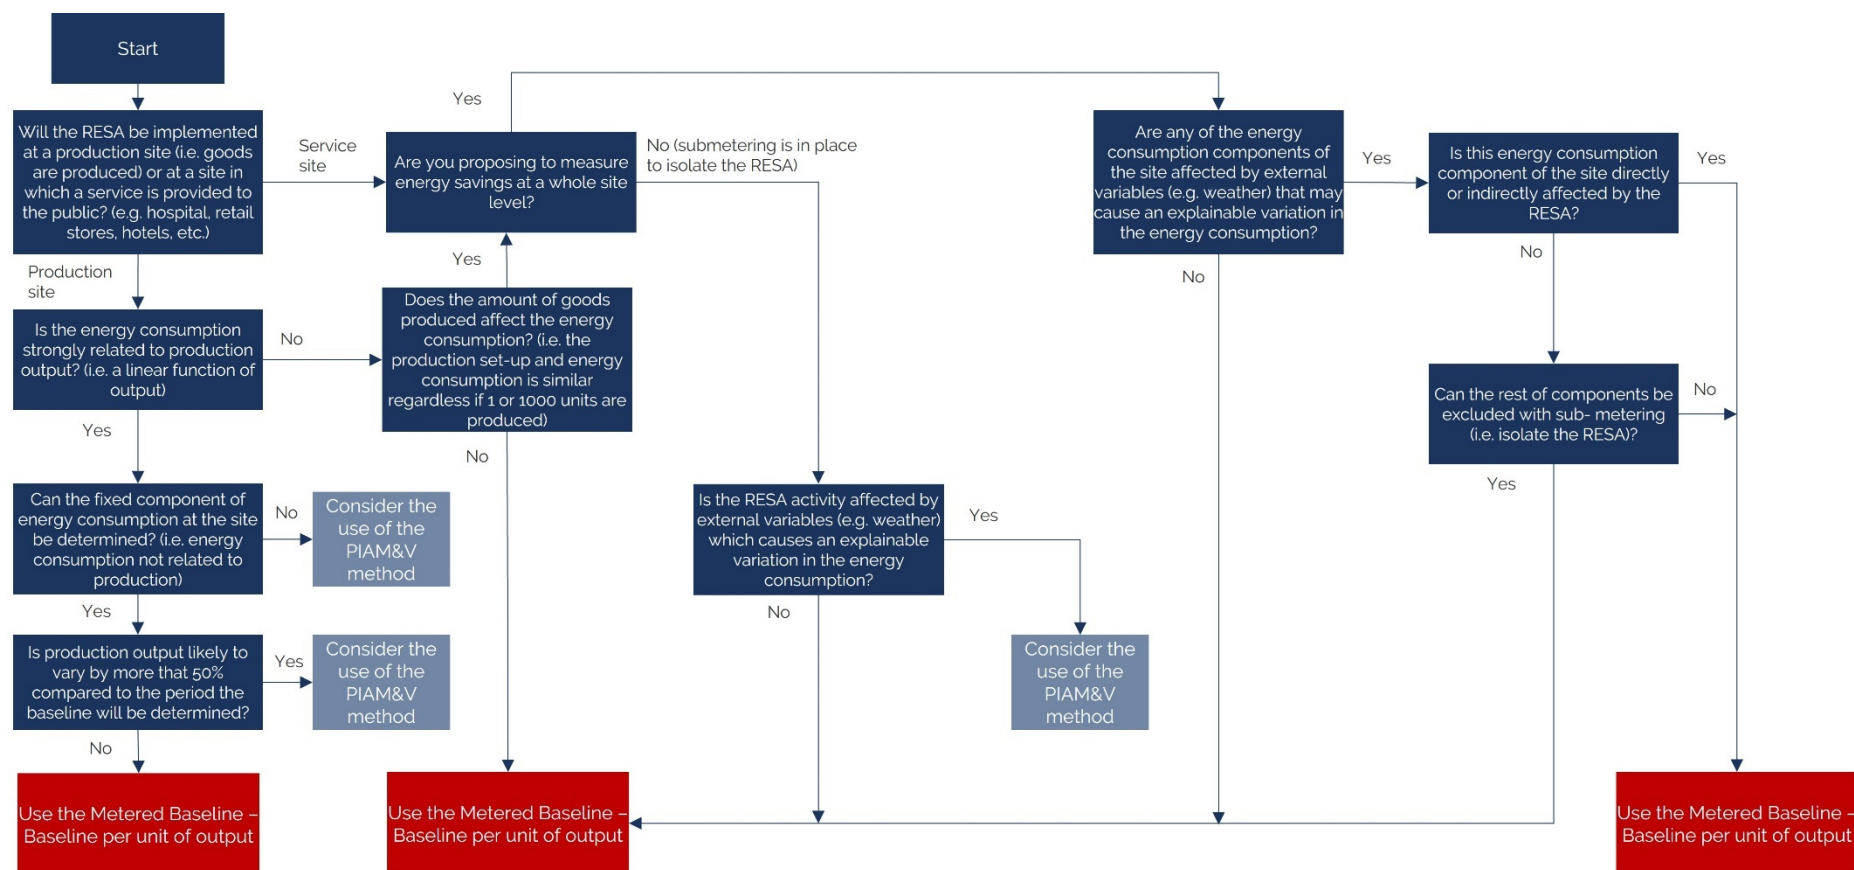 Start
Will the RESA be implemented
at a production site (i.e. goods
are produced) or at a site in
which a service is provided to
the public? (e.g. hospital, retail
stores, hotels, etc.)
Service
site
Production
site
Are you proposing to measure
energy savings at a whole site
level?
Yes
No (submetering is in place
to isolate the RESA)
Yes
Is the energy consumption
strongly related to production
output? (i.e. a linear function of
output)
No
Yes
Does the amount of goods
produced affect the energy
consumption? (i.e. the
production set-up and energy
consumption is similar
regardless if 1 or 1000 units are
produced)
No
Can the fixed component of
energy consumption at the site
be determined? (i.e. energy
consumption not related to
production)
No
Consider the
use of the
PIAM&V
method
Yes
Is production output likely to
vary by more that 50%
compared to the period the
baseline will be determined?
Yes
Consider the
use of the
PIAM&V
method
No
Use the Metered Baseline –
Baseline per unit of output
Use the Metered Baseline –
Baseline per unit of output
Is the RESA activity affected by
external variables (e.g. weather)
which causes an explainable
variation in the energy
consumption?
Yes
No
Consider the
use of the
PIAM&V
method
Are any of the energy
consumption components of
the site affected by external
variables (e.g. weather) that may
cause an explainable variation in
the energy consumption?
Yes
No
Is this energy consumption
component of the site directly
or indirectly affected by the
RESA?
Yes
No
Can the rest of components be
excluded with sub- metering
(i.e. isolate the RESA)?
No
Yes
Use the Metered Baseline –
Baseline per unit of output